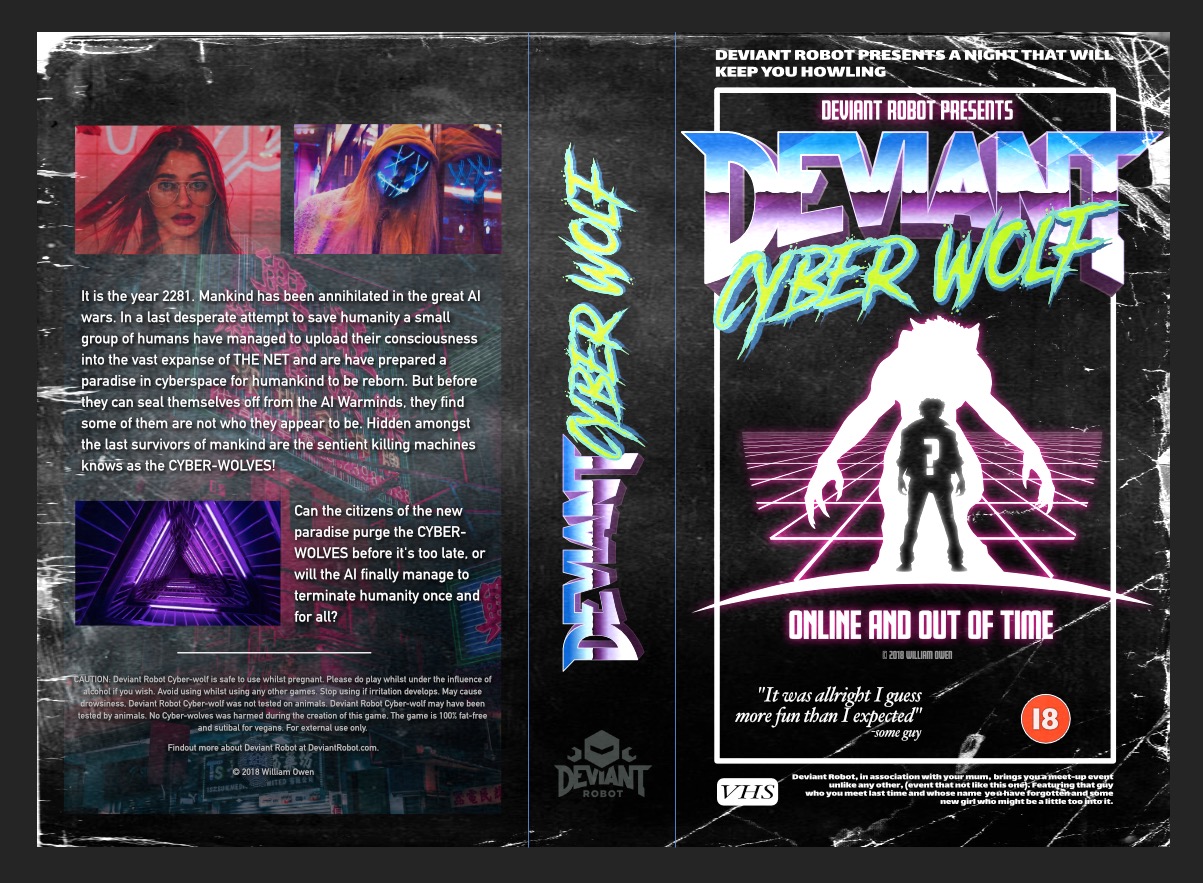 It is the year 2281. Mankind has been annihilated in the great AI
wars. In a last desperate attempt to save humanity a small
group of humans have managed to upload their consciousness
into the vast expanse of THE NET and are have prepared a
paradise in cyberspace for humankind to be reborn. But before
they can seal themselves off from the AI Warminds, they find
some of them are not who they appear to be. Hidden amongst
the last survivors of mankind are the sentient killing machines
knows as the CYBER-WOLVES!
Can the citizens of the new
paradise purge the CYBER-
WOLVES before it's too late, or
will the AI finally manage to
terminate humanity once and
for all?
CAUTION: Deviant Robot Cyber-wolf is safe to use whilst pregnant. Please do play whilst under the influence of
alcohol if you wish. Avoid using whilst using any other games. Stop using if irritation develops. May cause
drowsiness. Deviant Robot Cyber-wolf was not tested on animals. Deviant Robot Cyber-wolf may have been
tested by animals. No Cyber-wolves was harmed during the creation of this game. The game is 100% fat-free
and sutibal for vegans. For external use only.
Findout more about Deviant Robot at DeviantRobot.com.
© 2018 William Owen
DEVIANT
CYBER WOLF
DEVIANT
ROBOT
DEVIANT ROBOT PRESENTS A NIGHT THAT WILL
KEEP YOU HOWLING
DEVIANT ROBOT PRESENTS
DEVIANT
CYBER WOLF
?
ONLINE AND OUT OF TIME
© 2018 WILLIAM OWEN
"It was allright I guess
more fun than I expected"
-some guy
18
VHS
Deviant Robot, in association with your mum, brings you a meet-up event
unlike any other, (event that not like this one). Featuring that guy
who you meet last time and whose name you have forgotten and some
new girl who might be a little too into it.